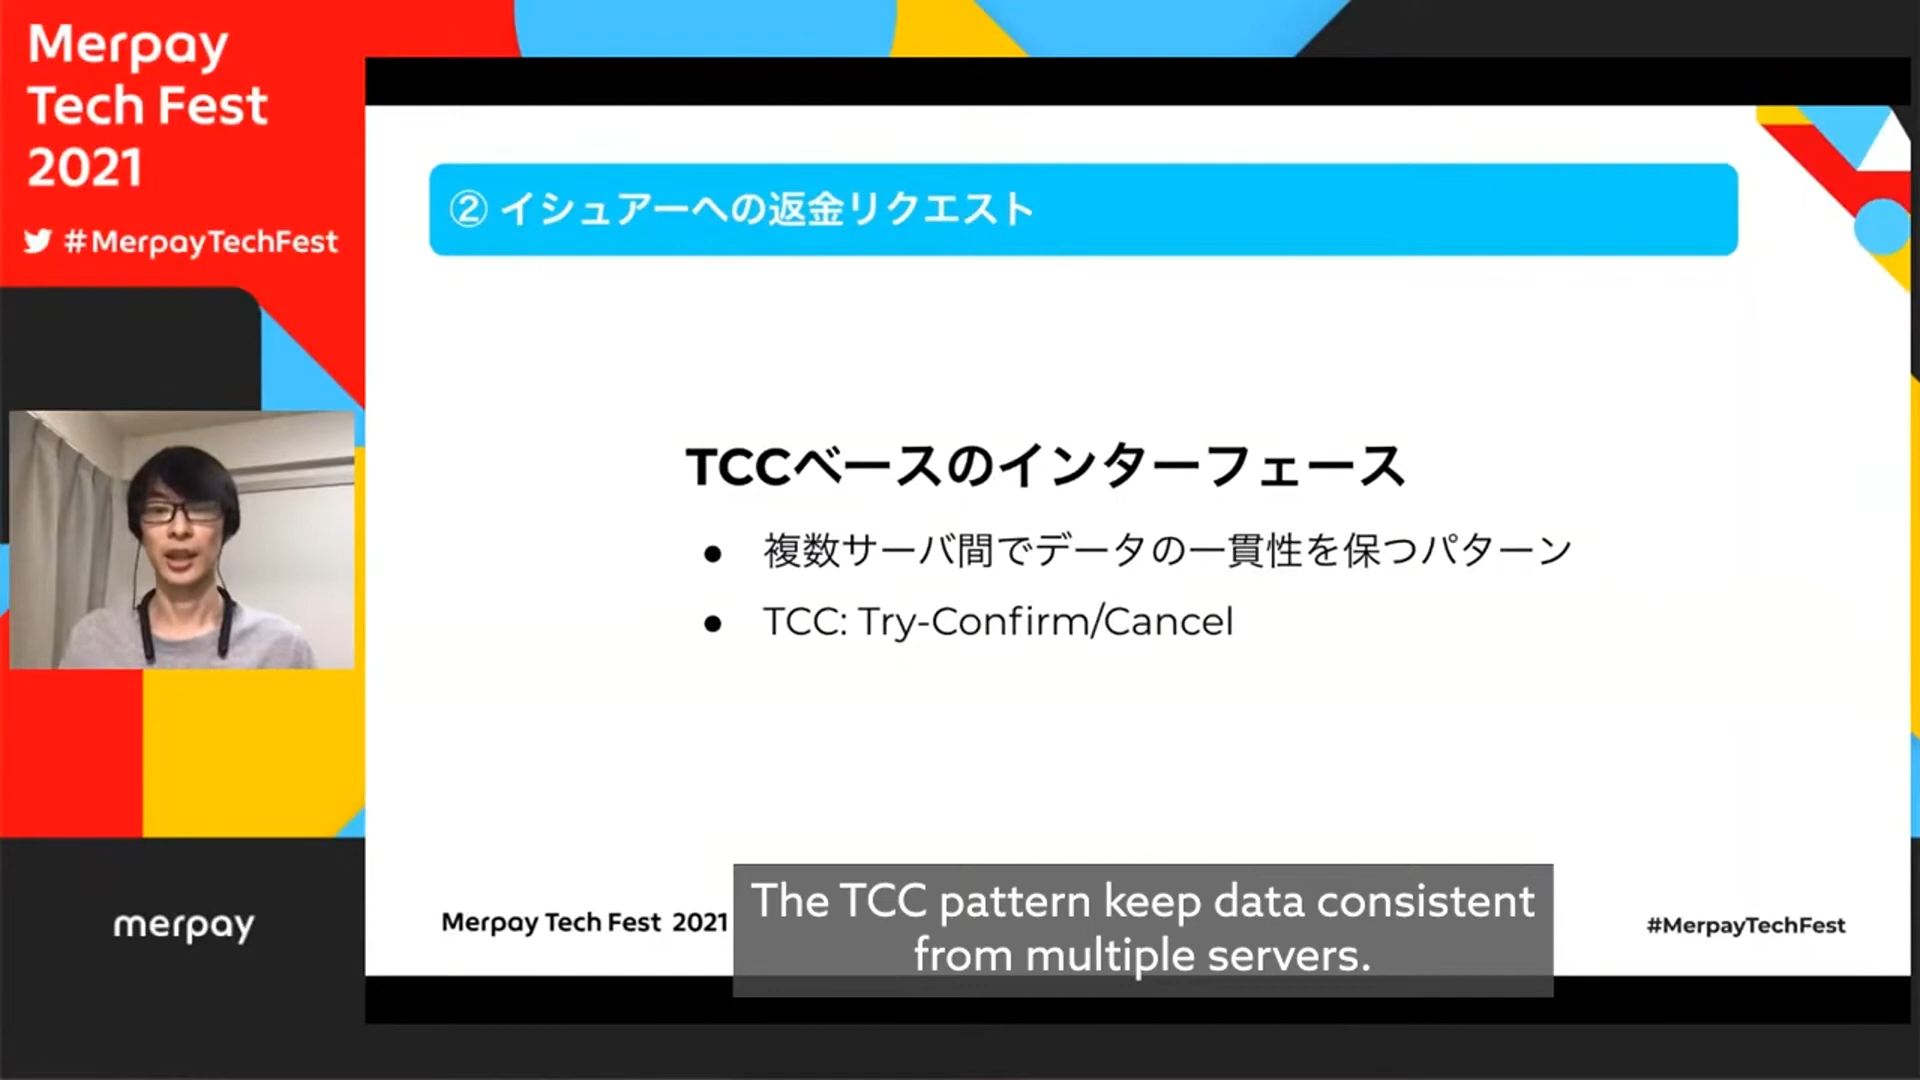 Merpay
Tech Fest
2021
#MerpayTechFest
② イシュアーへの返金リクエスト
TCCベースのインターフェース
● 複数サーバ間でデータの一貫性を保つパターン
● TCC: Try-Confirm/Cancel
Merpay Tech Fest 2021
#MerpayTechFest
The TCC pattern keep data consistent
from multiple servers.
merpay